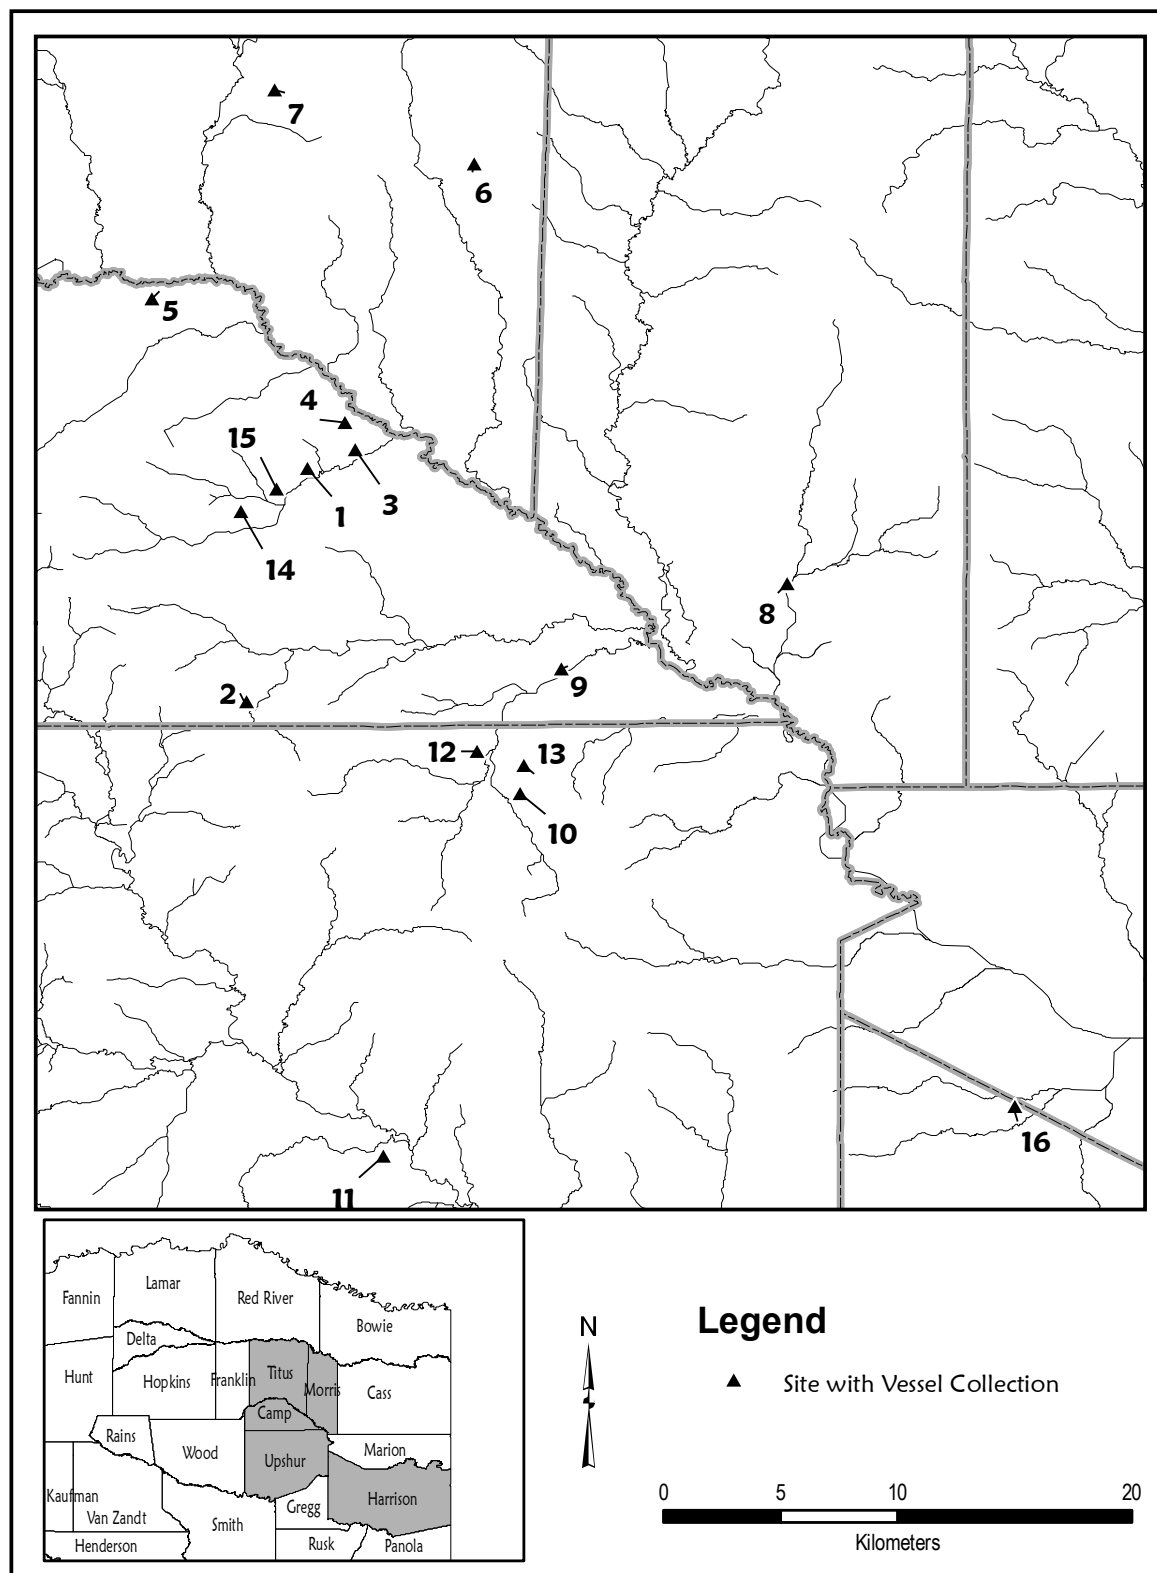 7
6
5
4
15
1
3
14
8
9
2
12
13
10
11
16
Lamar
Fannin
Red River
Bowie
Delta
Hunt
Hopkins
Franklin
Titus
Morris
Cass
Camp
Rains
Wood
Upshur
Marion
Kaufman
Van Zandt
Smith
Gregg
Harrison
Henderson
Rusk
Panola
N
Legend
Site with Vessel Collection
0 5 10 20
Kilometers